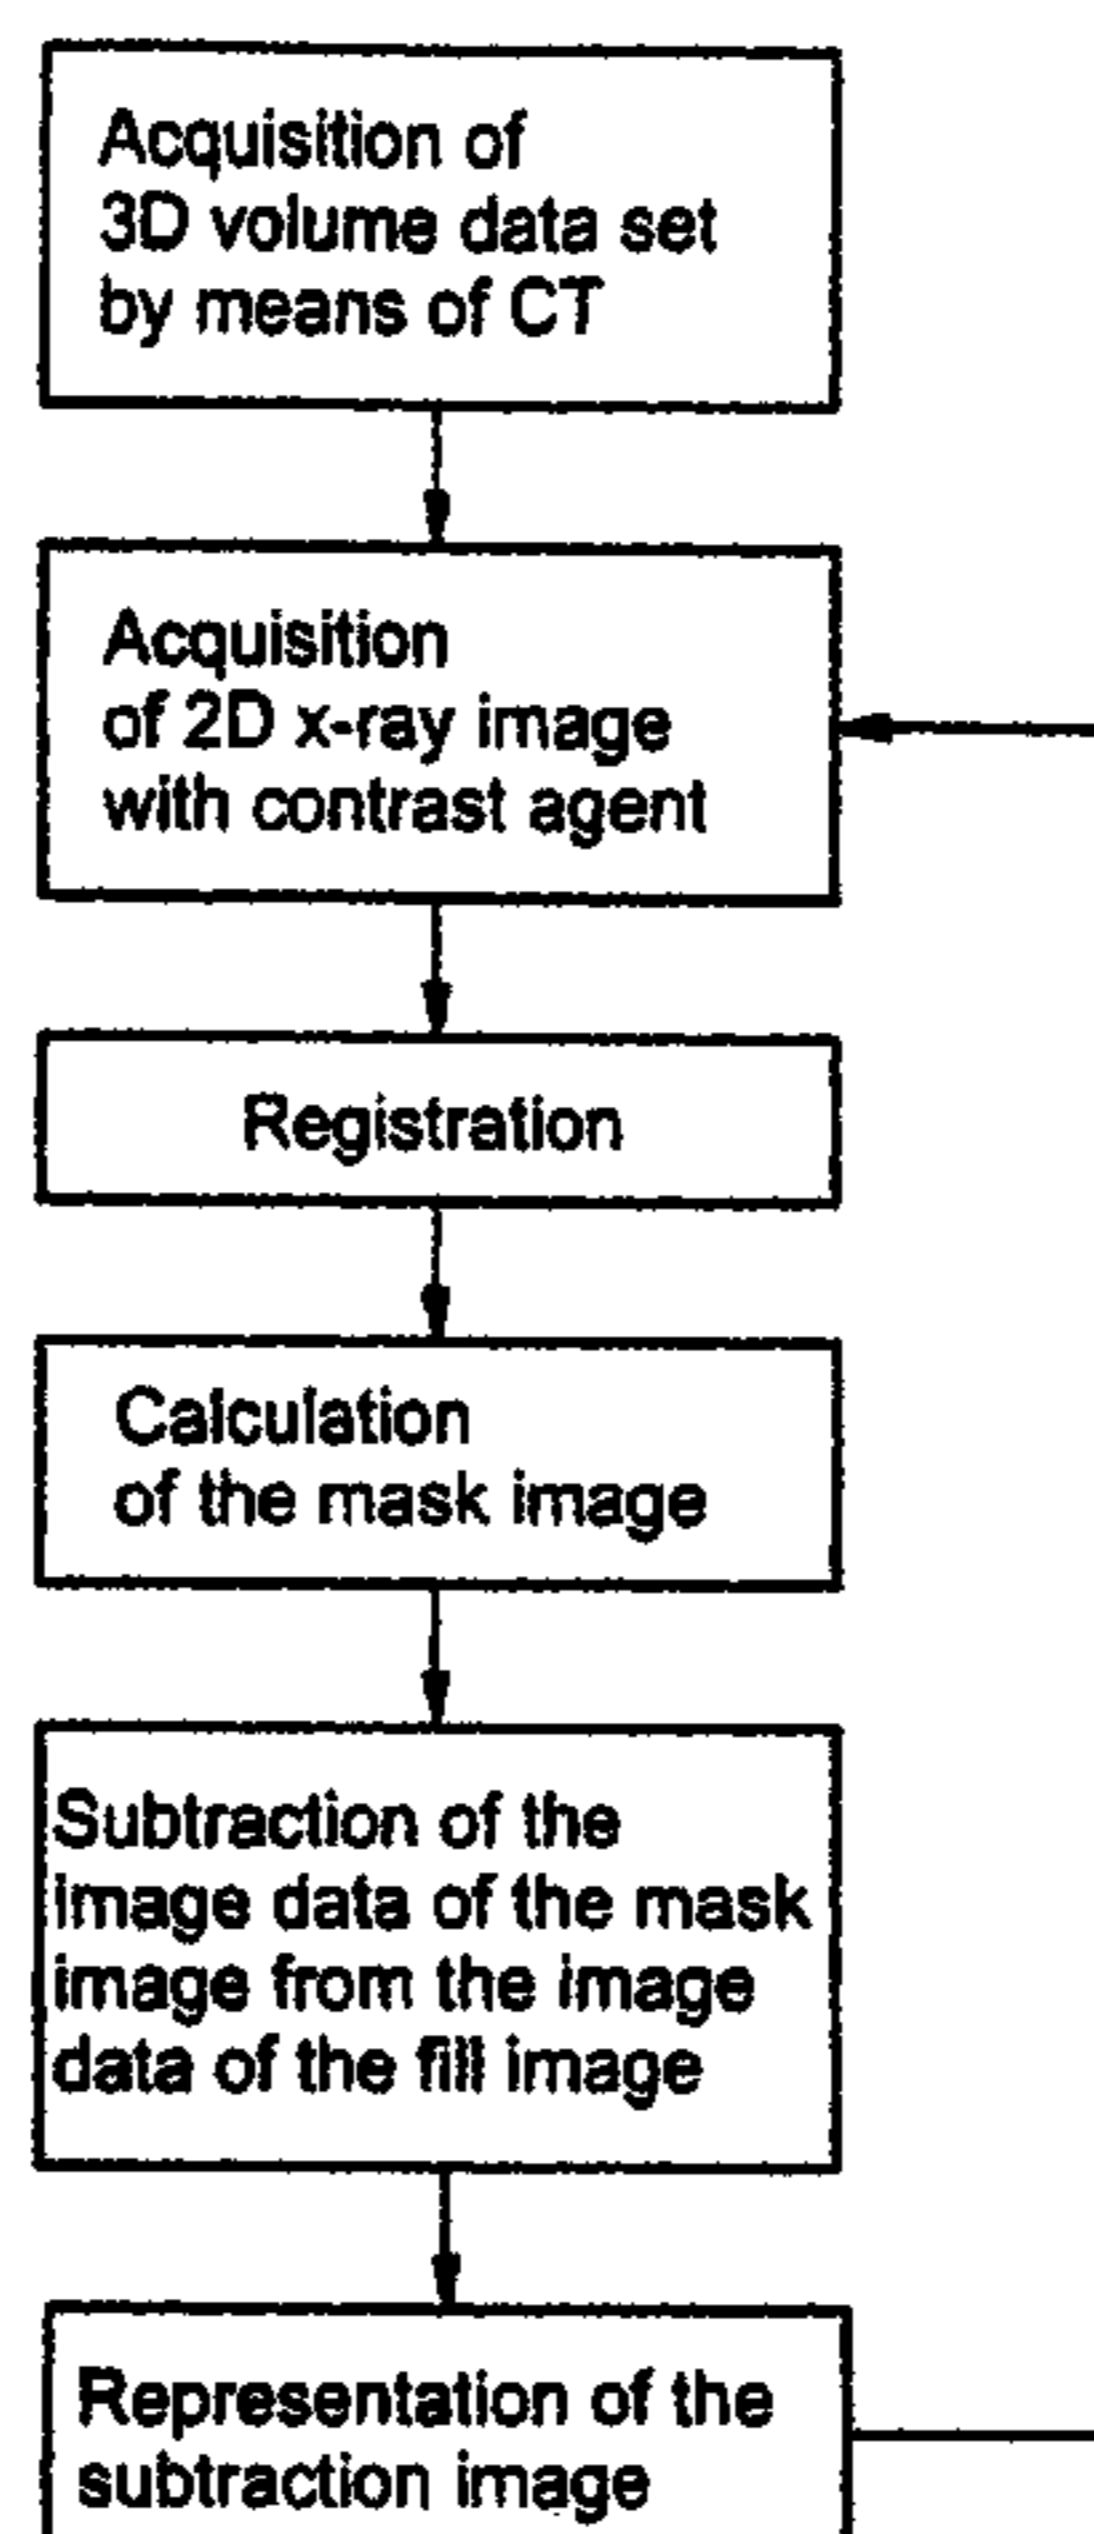 Acquisition of
3D volume data set
by means of CT
Acquisition
of 2D x-ray image
with contrast agent
Registration
Calculation
of the mask image
Subtraction of the
image data of the mask
image from the image
data of the fill image
Representation of the
subtraction image